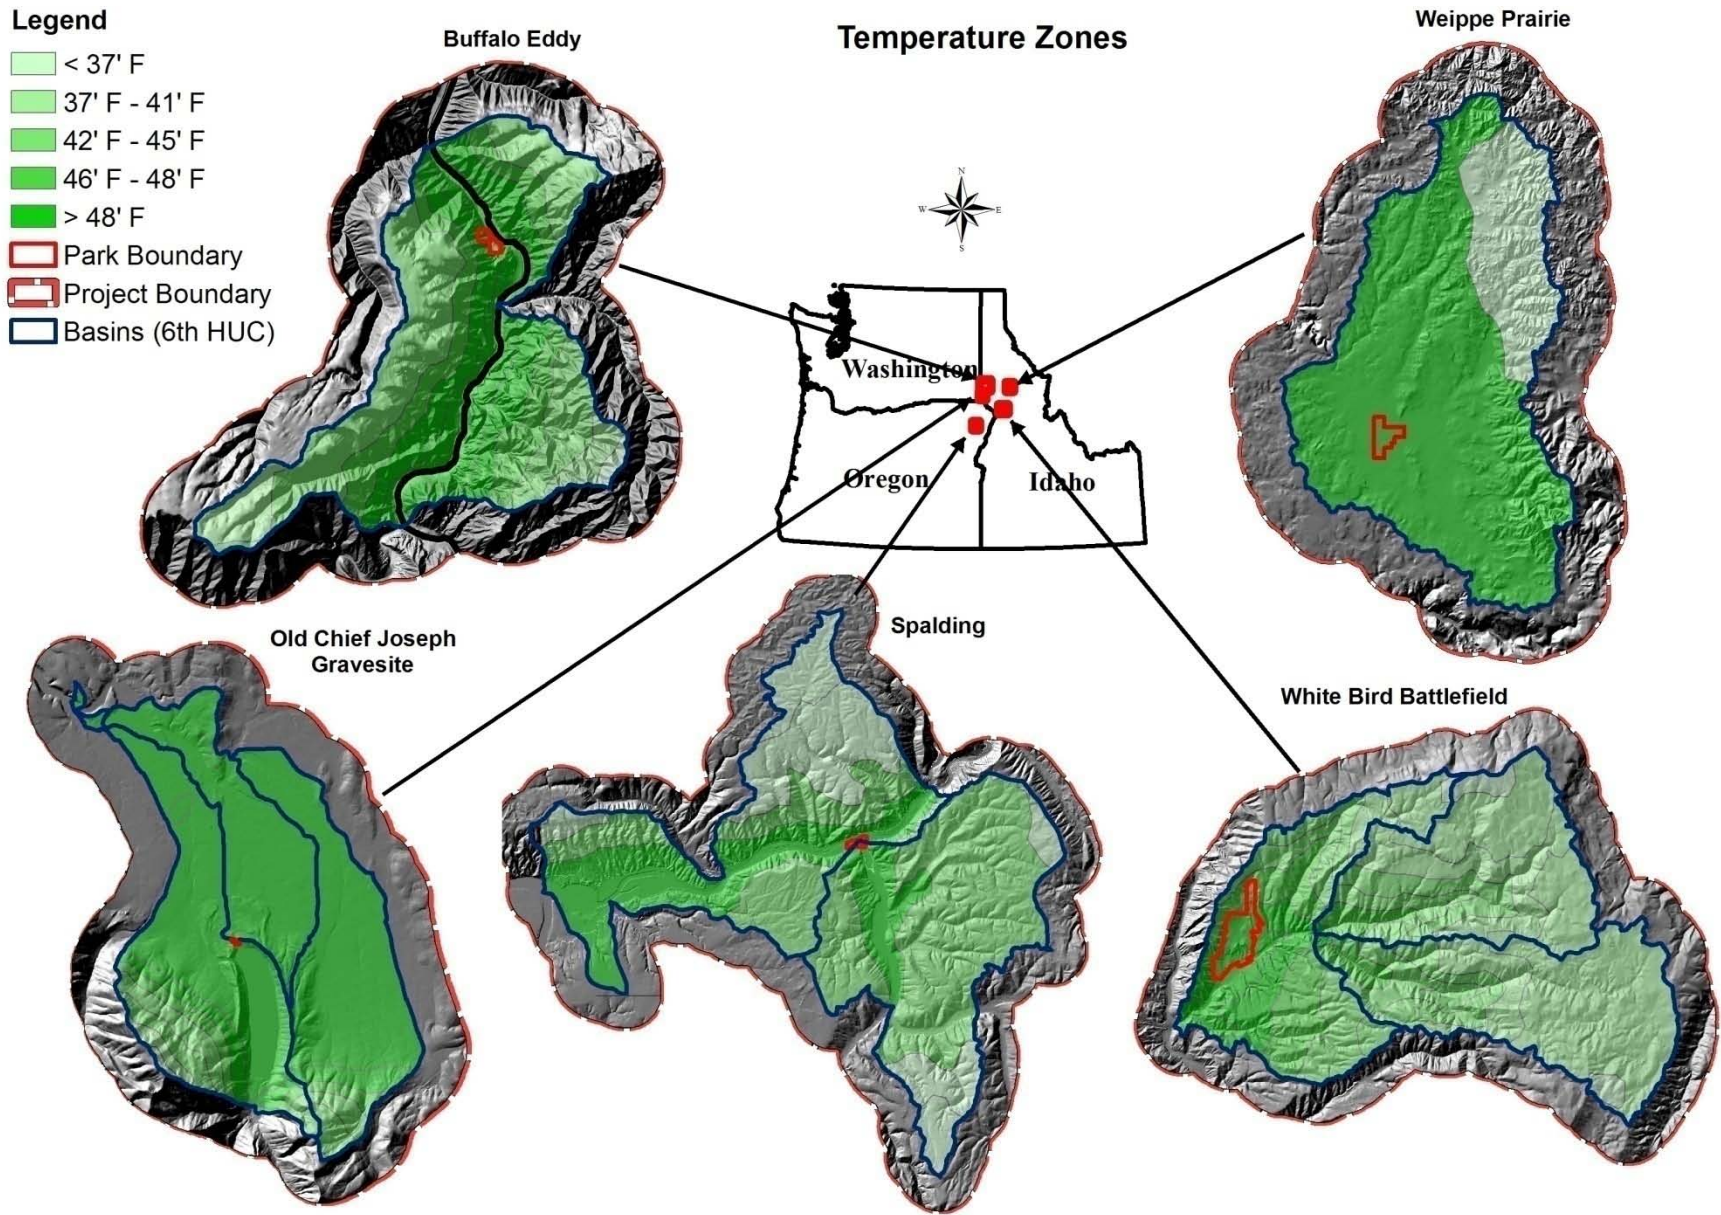 Legend
< 37' F
37' F - 41' F
42' F - 45' F
46' F - 48' F
> 48' F
Park Boundary
Project Boundary
Basins (6th HUC)
Buffalo Eddy
Temperature Zones
Weippe Prairie
N
W
E
S
Washington
Oregon
Idaho
Old Chief Joseph
Gravesite
Spalding
White Bird Battlefield